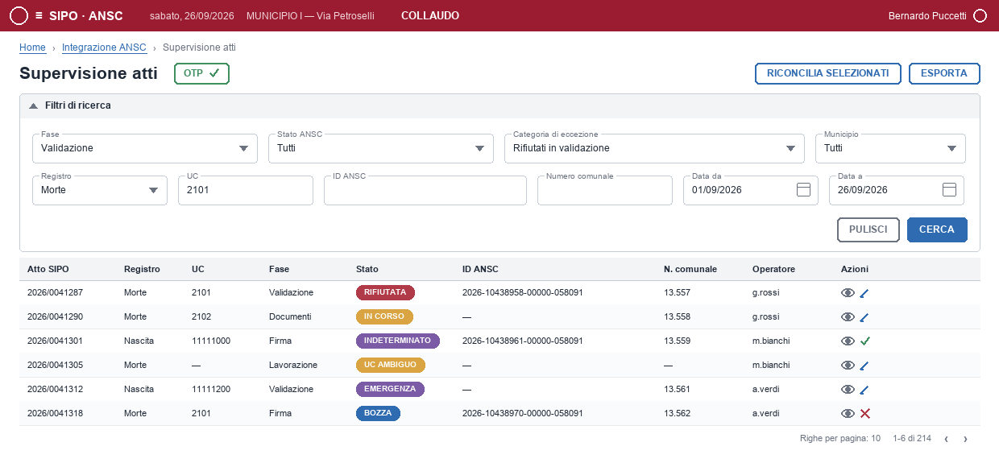 ≡ SIPO · ANSC sabato, 26/09/2026 MUNICIPIO I — Via Petroselli COLLAUDO Bernardo Puccetti
Home › Integrazione ANSC › Supervisione atti
Supervisione atti OTP RICONCILIA SELEZIONATI ESPORTA
Filtri di ricerca
Fase Stato ANSC Categoria di eccezione Municipio
Validazione Tutti Rifiutati in validazione Tutti
Registro UC ID ANSC Numero comunale Data da Data a
Morte 2101 01/09/2026 26/09/2026
PULISCI CERCA
Atto SIPO Registro UC Fase Stato ID ANSC N. comunale Operatore Azioni
2026/0041287 Morte 2101 Validazione RIFIUTATA 2026-10438958-00000-058091 13.557 g.rossi
2026/0041290 Morte 2102 Documenti IN CORSO — 13.558 g.rossi
2026/0041301 Nascita 11111000 Firma INDETERMINATO 2026-10438961-00000-058091 13.559 m.bianchi
2026/0041305 Morte — Lavorazione UC AMBIGUO — — m.bianchi
2026/0041312 Nascita 11111200 Validazione EMERGENZA — 13.561 a.verdi
2026/0041318 Morte 2101 Firma BOZZA 2026-10438970-00000-058091 13.562 a.verdi
Righe per pagina: 10 1-6 di 214 ‹ ›